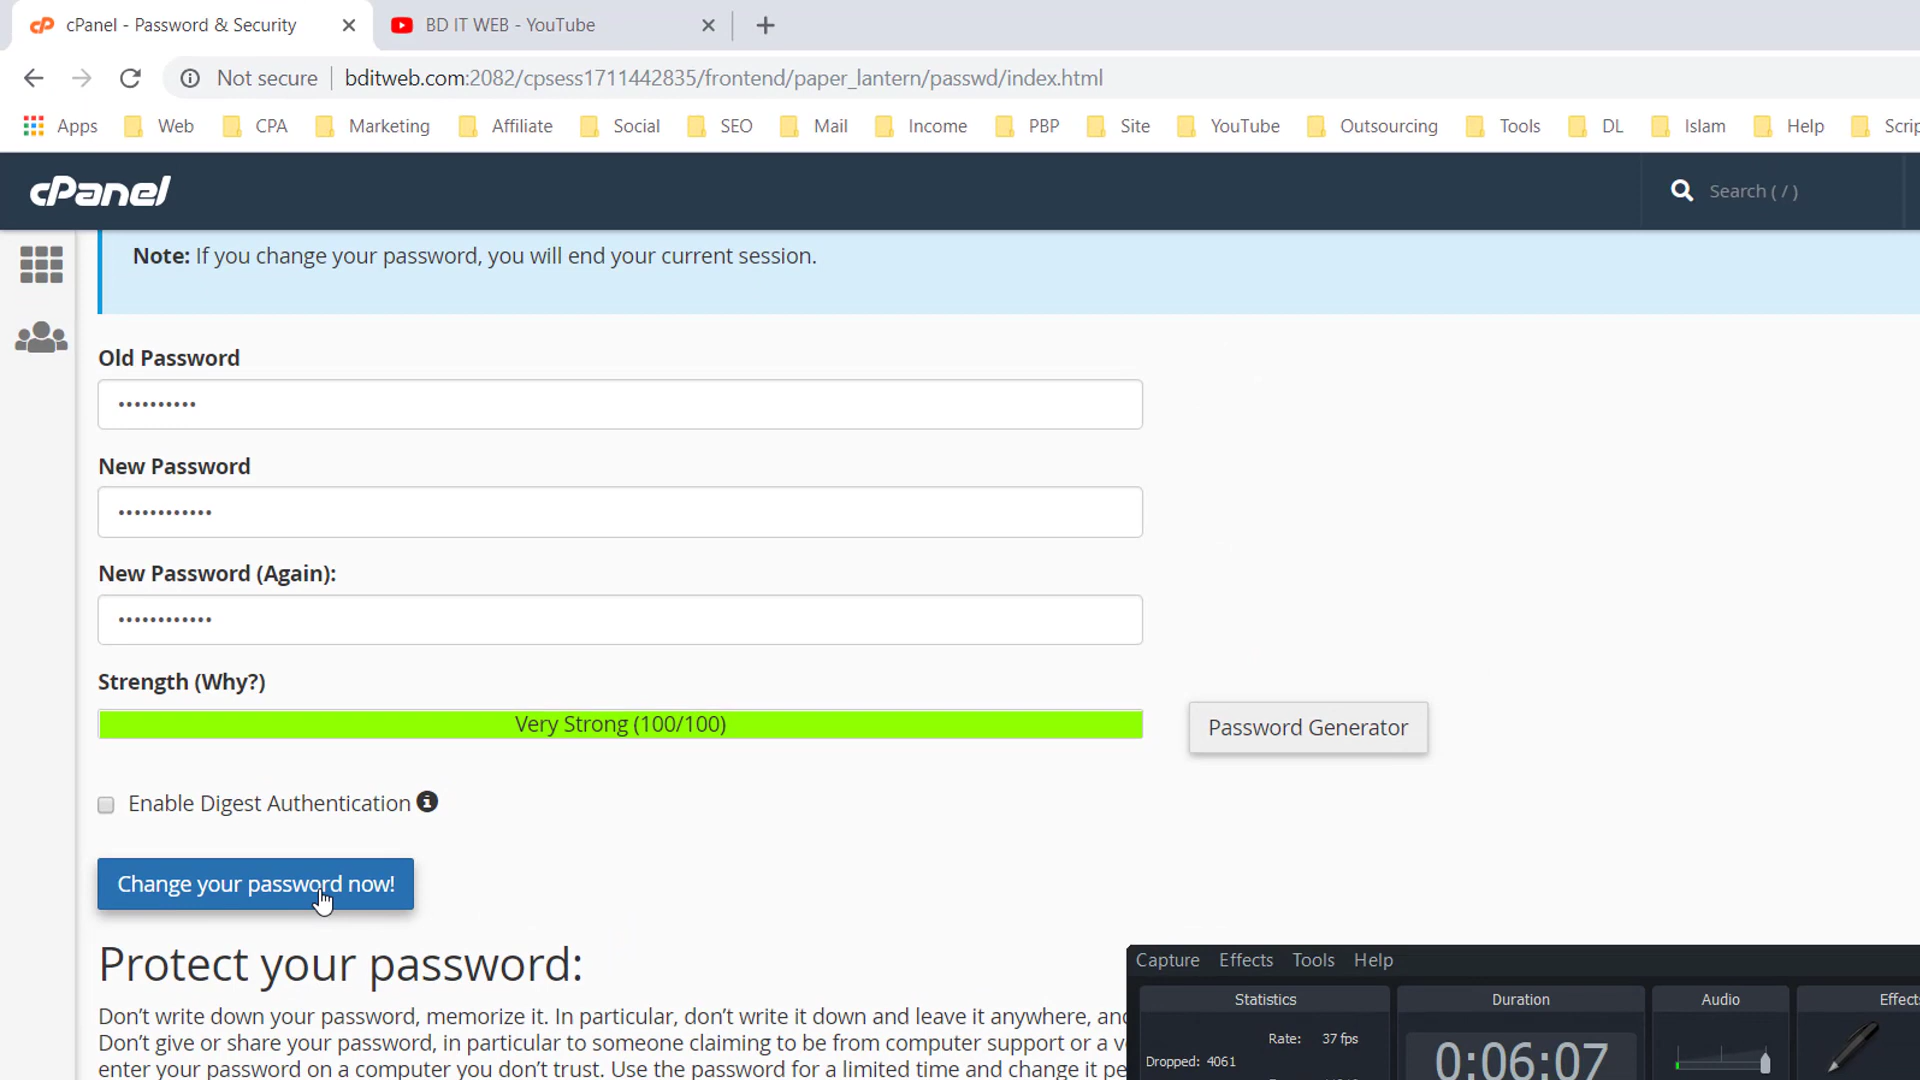 cPanel - Password & Security
BD IT WEB - YouTube
Not secure
bditweb.com:2082/cpsess1711442835/frontend/paper_lantern/passwd/index.html
Apps Web CPA Marketing Affiliate Social SEO Mail Income PBP Site YouTube Outsourcing Tools DL Islam Help Scrip
cPanel
Search ( / )
Note: If you change your password, you will end your current session.
Old Password
••••••••••
New Password
••••••••••••
New Password (Again):
••••••••••••
Strength (Why?)
Very Strong (100/100)
Password Generator
Enable Digest Authentication
Change your password now!
Protect your password:
Don't write down your password, memorize it. In particular, don't write it down and leave it anywhere, and
Don't give or share your password, in particular to someone claiming to be from computer support or a v
enter your password on a computer you don't trust. Use the password for a limited time and change it pe
Capture Effects Tools Help
Statistics
Duration
Audio
Effects
Rate: 37 fps
Dropped: 4061
0:06:07